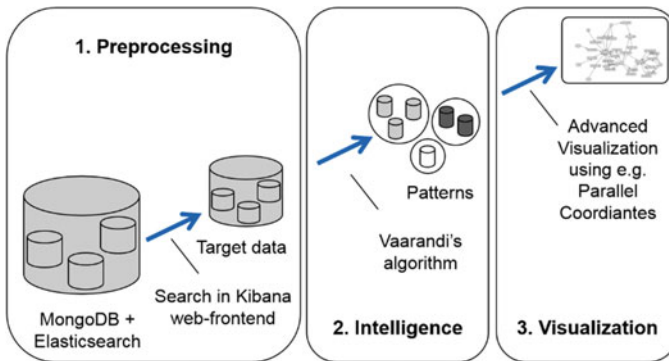 1. Preprocessing
MongoDB +
Elasticsearch
Target data
Search in Kibana
web-frontend
Patterns
Vaarandi's
algorithm
2. Intelligence
Advanced
Visualization
using e.g.
Parallel
Coordiantes
3. Visualization